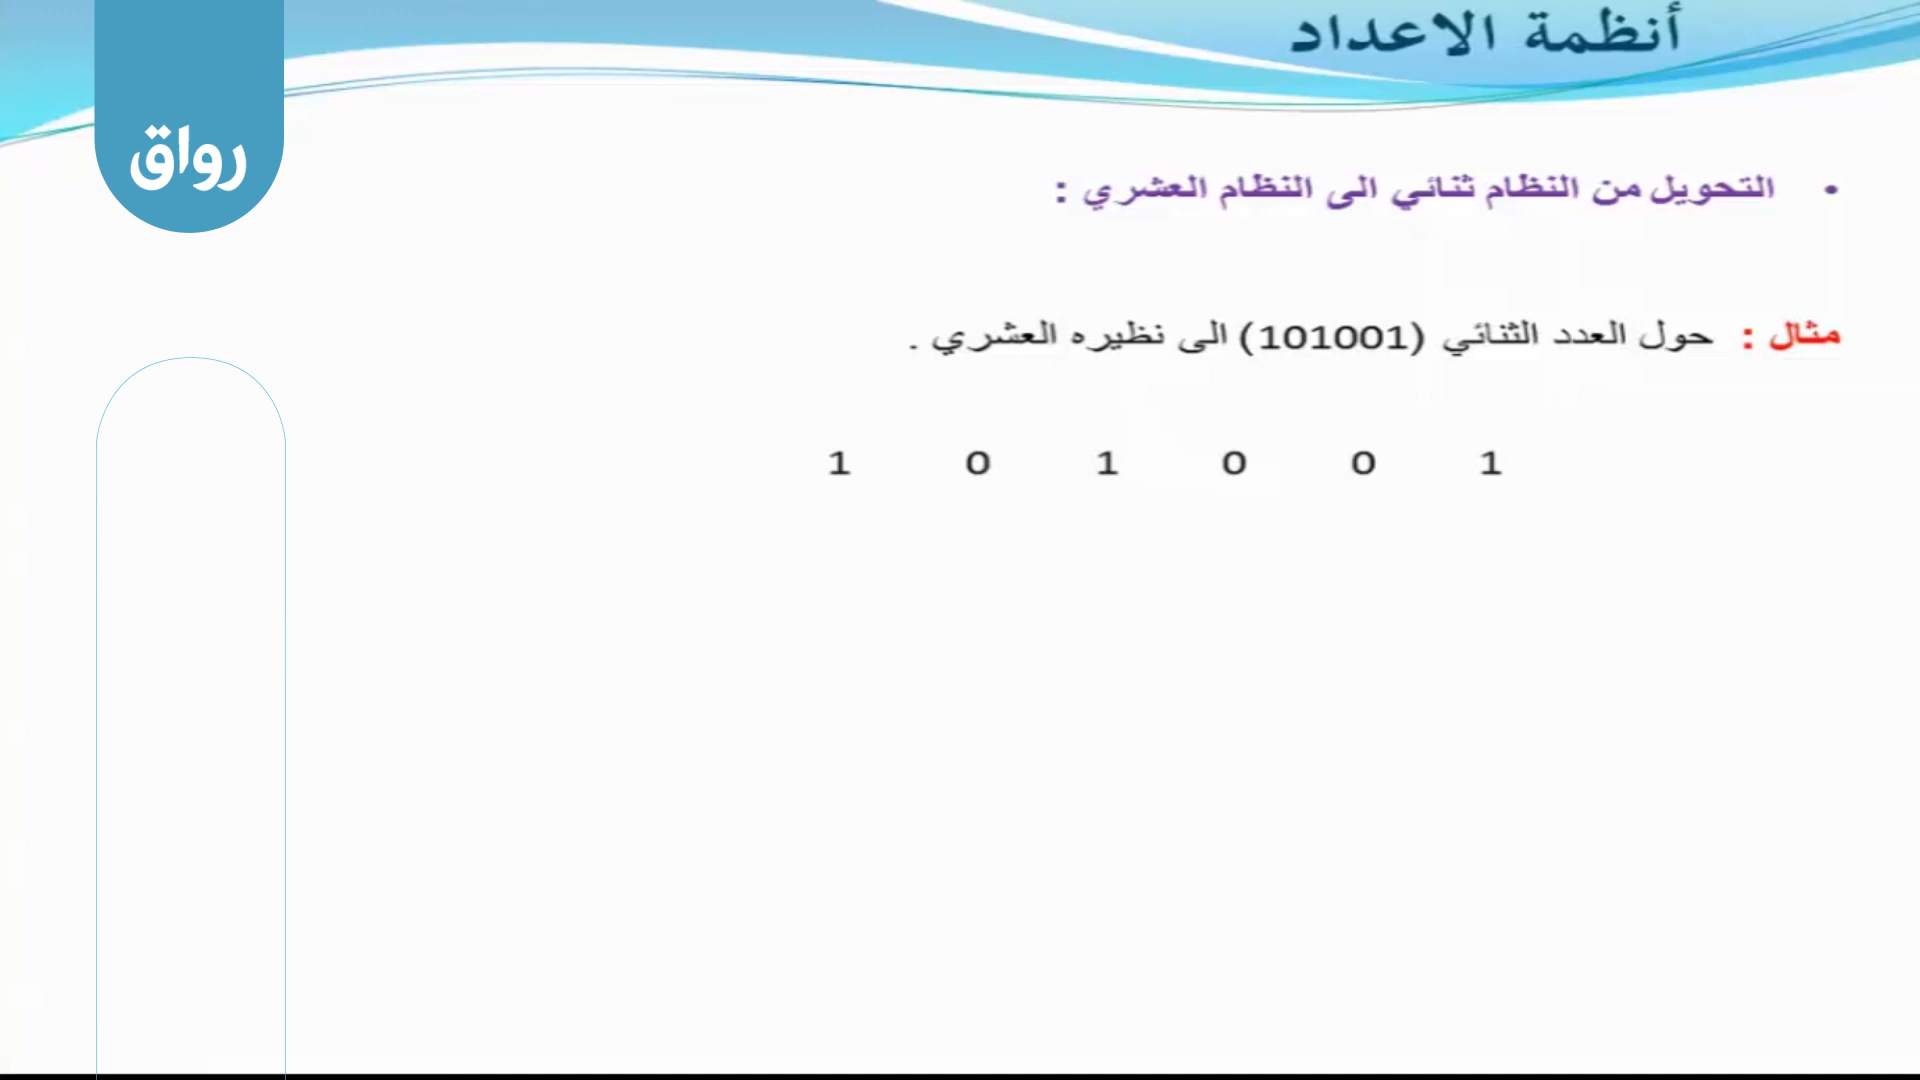 أنظمة الاعداد
رواق
• التحويل من النظام ثنائي الى النظام العشري :
مثال : حول العدد الثنائي (101001) الى نظيره العشري .
1 0 1 0 0 1